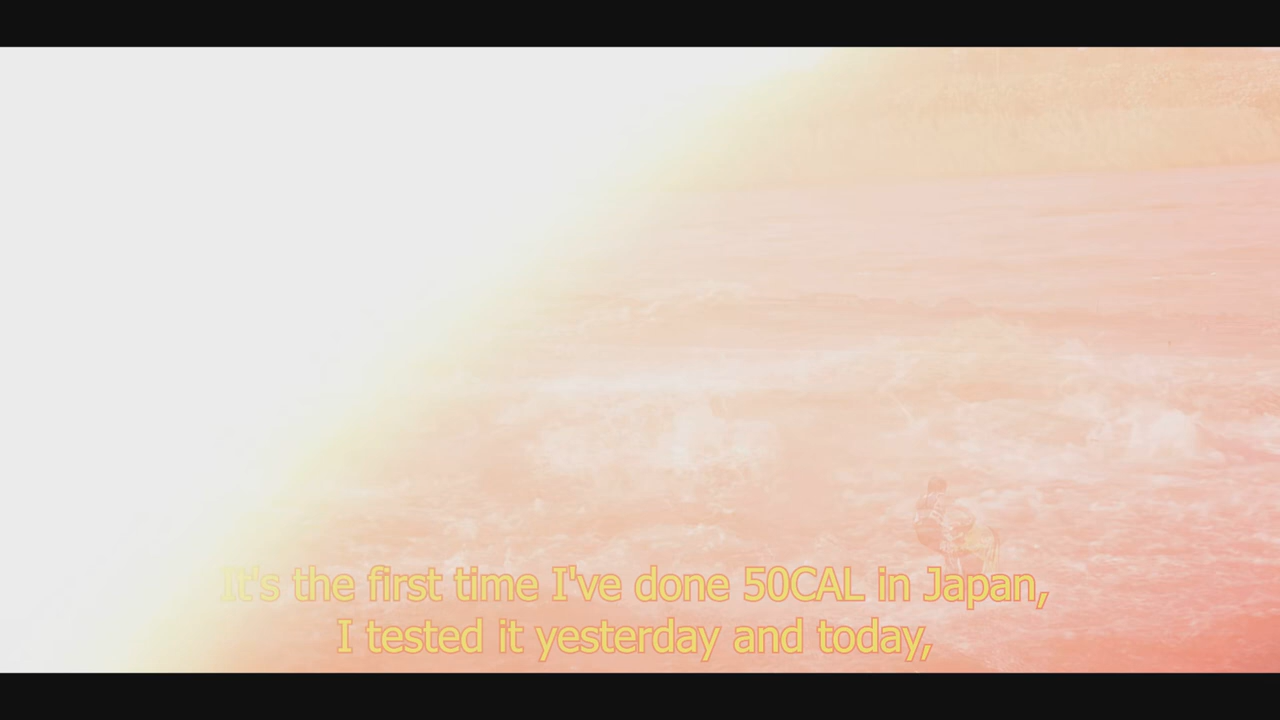 It's the first time I've done 50CAL in Japan,
I tested it yesterday and today,